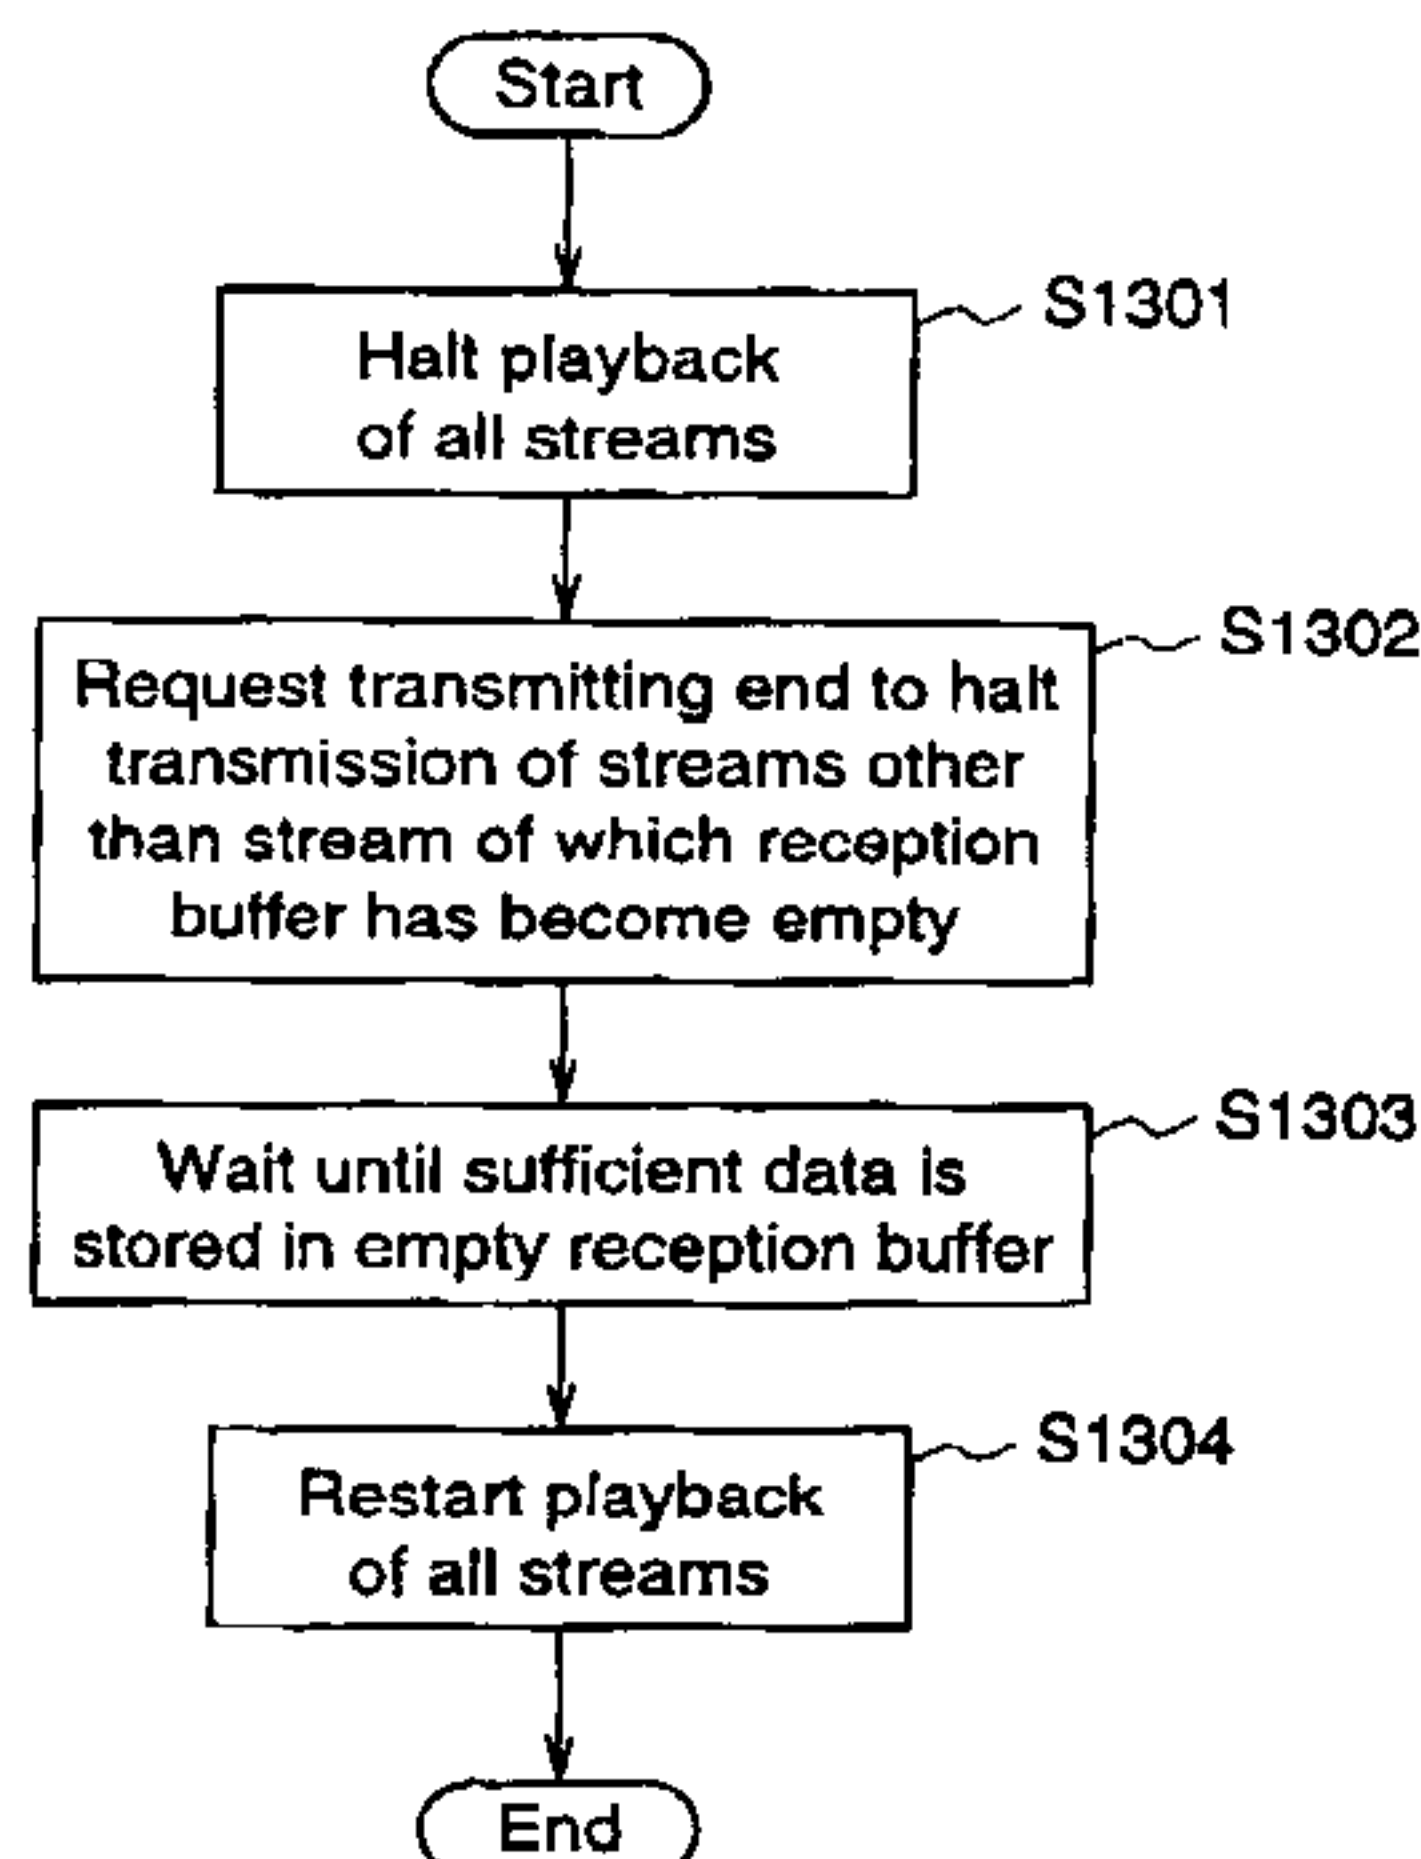 Start
S1301
Halt playback
of all streams
S1302
Request transmitting end to halt
transmission of streams other
than stream of which reception
buffer has become empty
S1303
Wait until sufficient data is
stored in empty reception buffer
S1304
Restart playback
of all streams
End